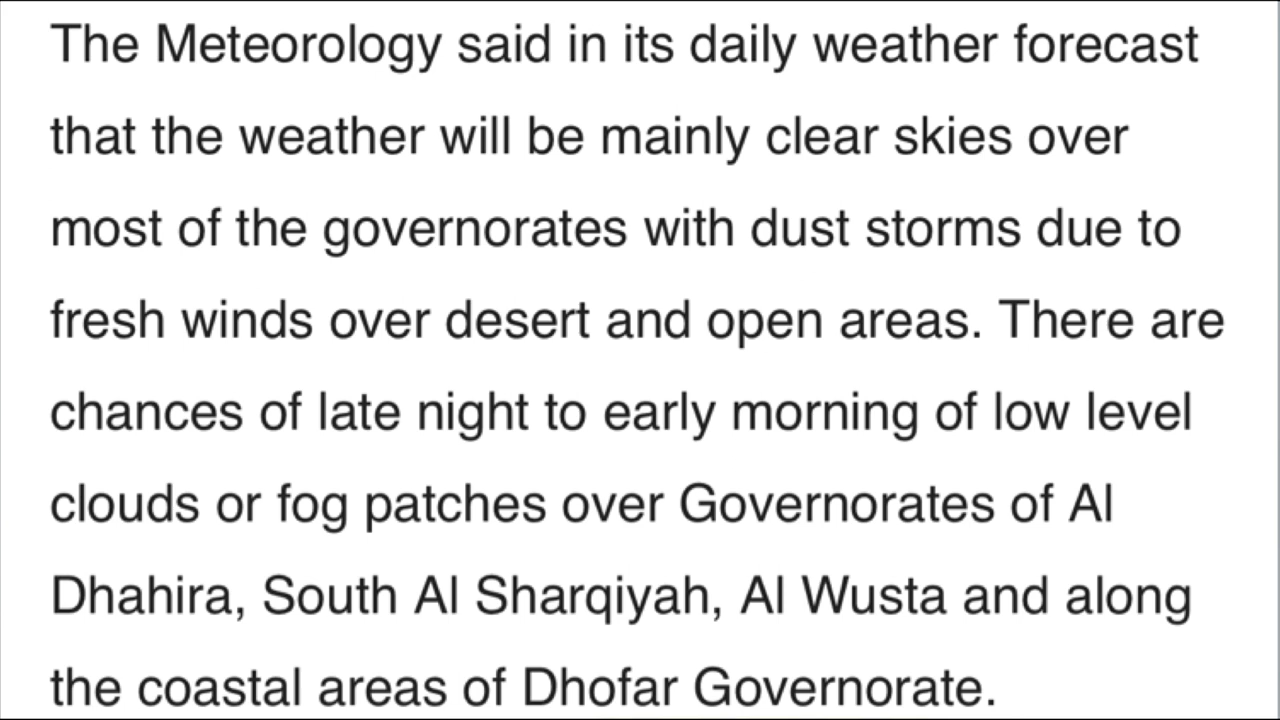 The Meteorology said in its daily weather forecast
that the weather will be mainly clear skies over
most of the governorates with dust storms due to
fresh winds over desert and open areas. There are
chances of late night to early morning of low level
clouds or fog patches over Governorates of Al
Dhahira, South Al Sharqiyah, Al Wusta and along
the coastal areas of Dhofar Governorate.